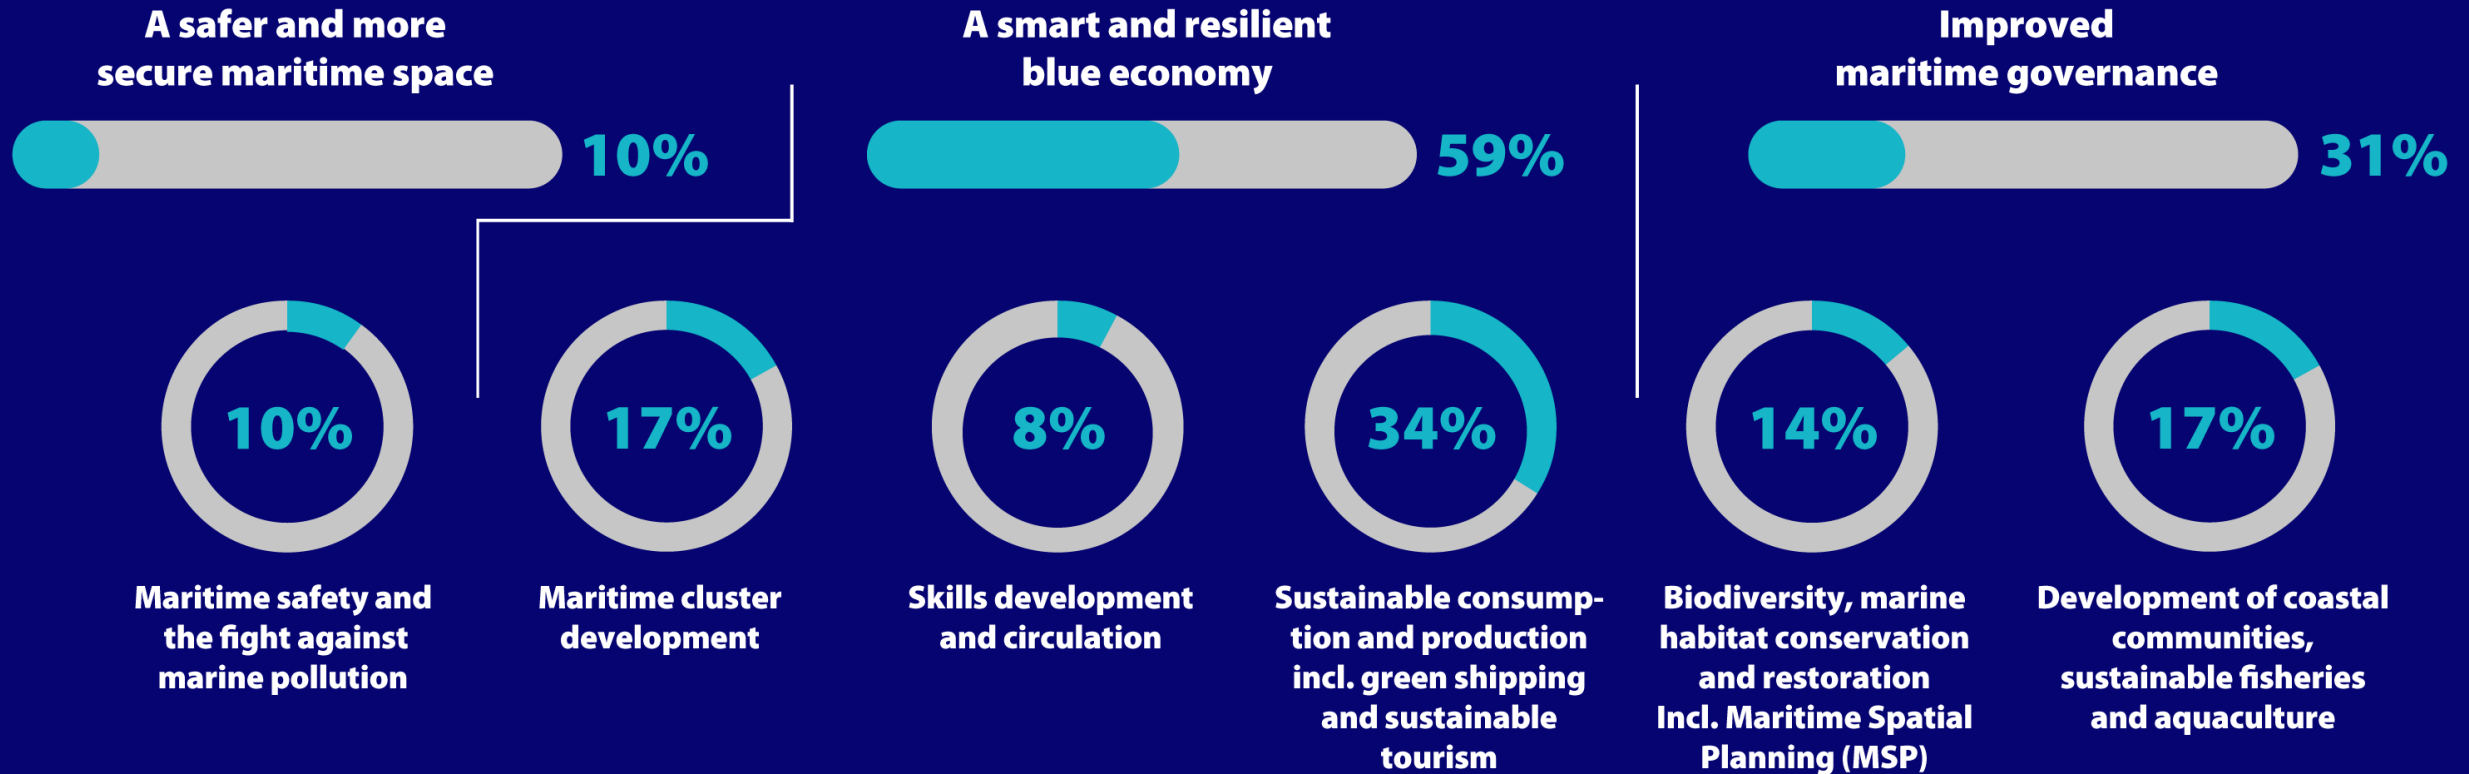 A safer and more
secure maritime space
10%
A smart and resilient
blue economy
59%
Improved
maritime governance
31%
10%
Maritime safety and
the fight against
marine pollution
17%
Maritime cluster
development
8%
Skills development
and circulation
34%
Sustainable consump-
tion and production
incl. green shipping
and sustainable
tourism
14%
Biodiversity, marine
habitat conservation
and restoration
Incl. Maritime Spatial
Planning (MSP)
17%
Development of coastal
communities,
sustainable fisheries
and aquaculture